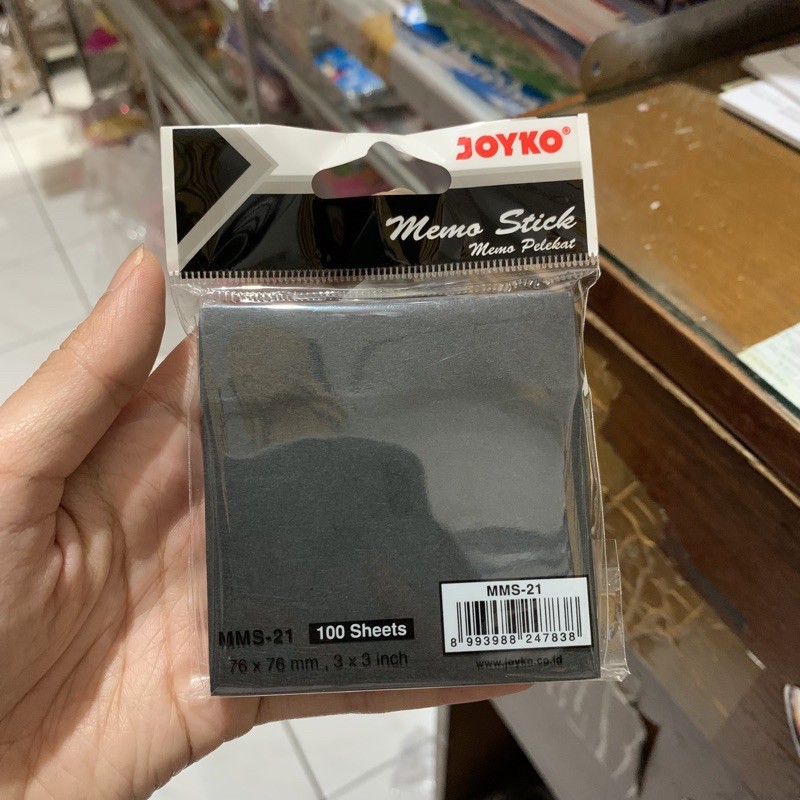 JOYKO®
Memo Stick
Memo Pelekat
MMS-21
8 993988 247838
MMS-21 100 Sheets
76 x 76 mm , 3 x 3 inch
www.joyko.co.id